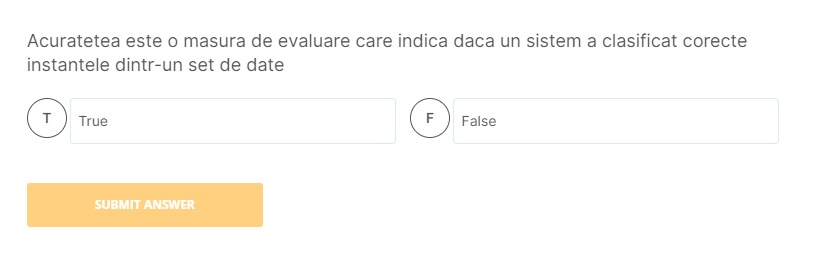 Acuratetea este o masura de evaluare care indica daca un sistem a clasificat corecte
instantele dintr-un set de date
T True F False
SUBMIT ANSWER